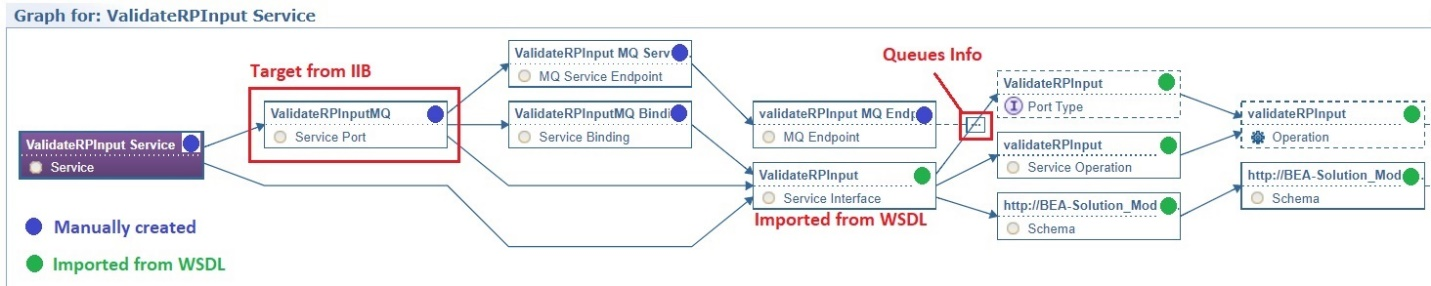 Graph for: ValidateRPInput Service
ValidateRPInput Service
Service
Target from IIB
ValidateRPInputMQ
Service Port
ValidateRPInput MQ Serv
MQ Service Endpoint
ValidateRPInputMQ Bindi
Service Binding
validateRPInput MQ Endp
MQ Endpoint
ValidateRPInput
Service Interface
Imported from WSDL
Queues Info
ValidateRPInput
I Port Type
validateRPInput
Service Operation
http://BEA-Solution_Mod
Schema
validateRPInput
Operation
http://BEA-Solution_Mod
Schema
Manually created
Imported from WSDL